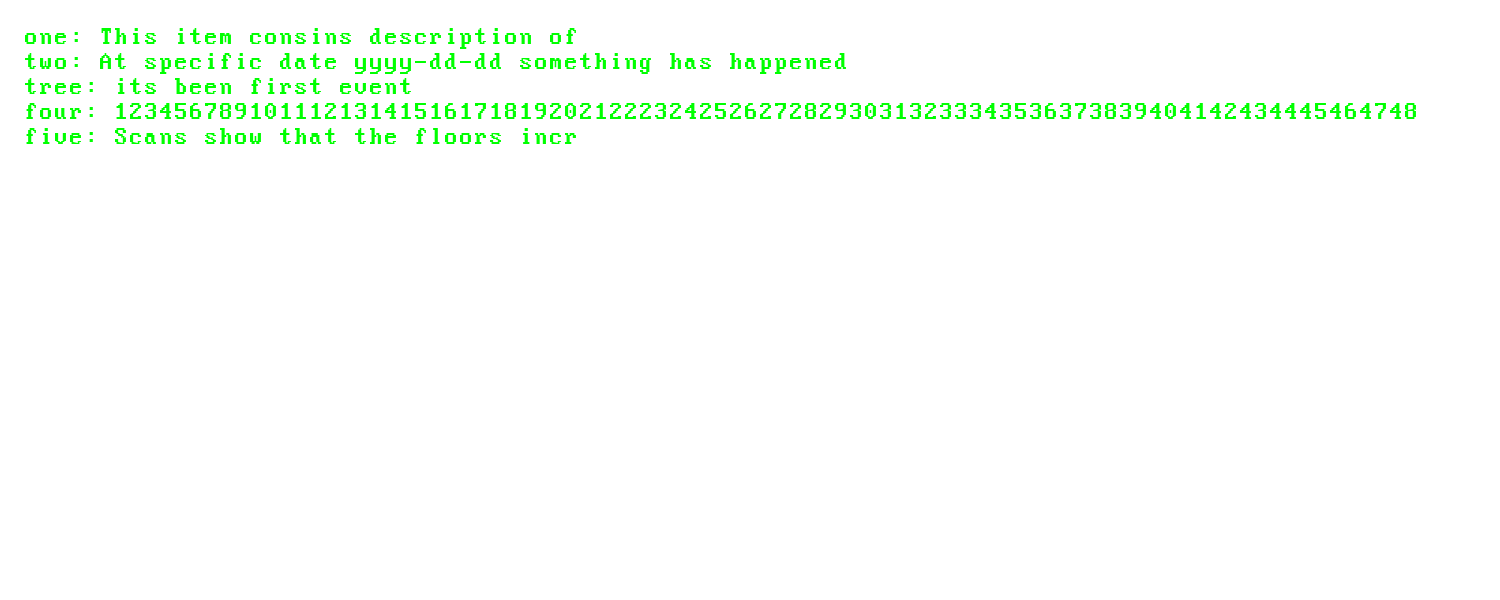 one: This item consins description of
two: At specific date yyyy-dd-dd something has happened
tree: its been first event
four: 123456789101112131415161718192021222324252627282930313233343536373839404142434445464748
five: Scans show that the floors incr